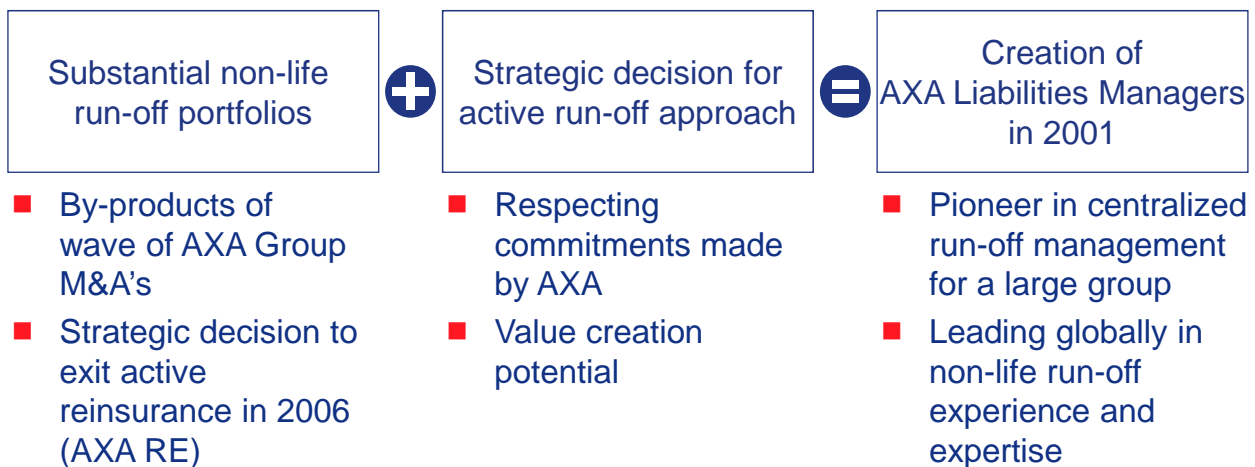 Substantial non-life
run-off portfolios
Strategic decision for
active run-off approach
Creation of
AXA Liabilities Managers
in 2001
■ By-products of
wave of AXA Group
M&A's
■ Strategic decision to
exit active
reinsurance in 2006
(AXA RE)
■ Respecting
commitments made
by AXA
■ Value creation
potential
■ Pioneer in centralized
run-off management
for a large group
■ Leading globally in
non-life run-off
experience and
expertise